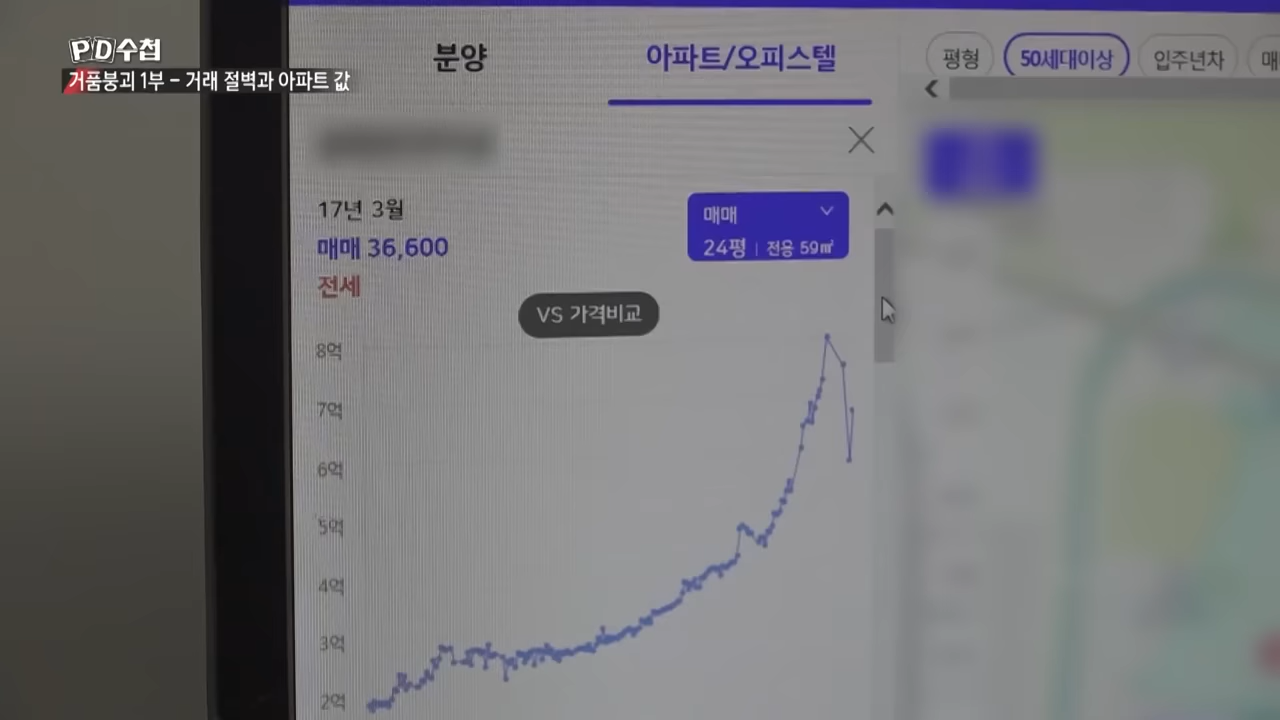 PD수첩
거품붕괴 1부 - 거래 절벽과 아파트 값
분양
아파트/오피스텔
평형
50세대이상
입주년차
17년 3월
매매 36,600
전세
매매
24평 | 전용 59㎡
VS 가격비교
8억
7억
6억
5억
4억
3억
2억